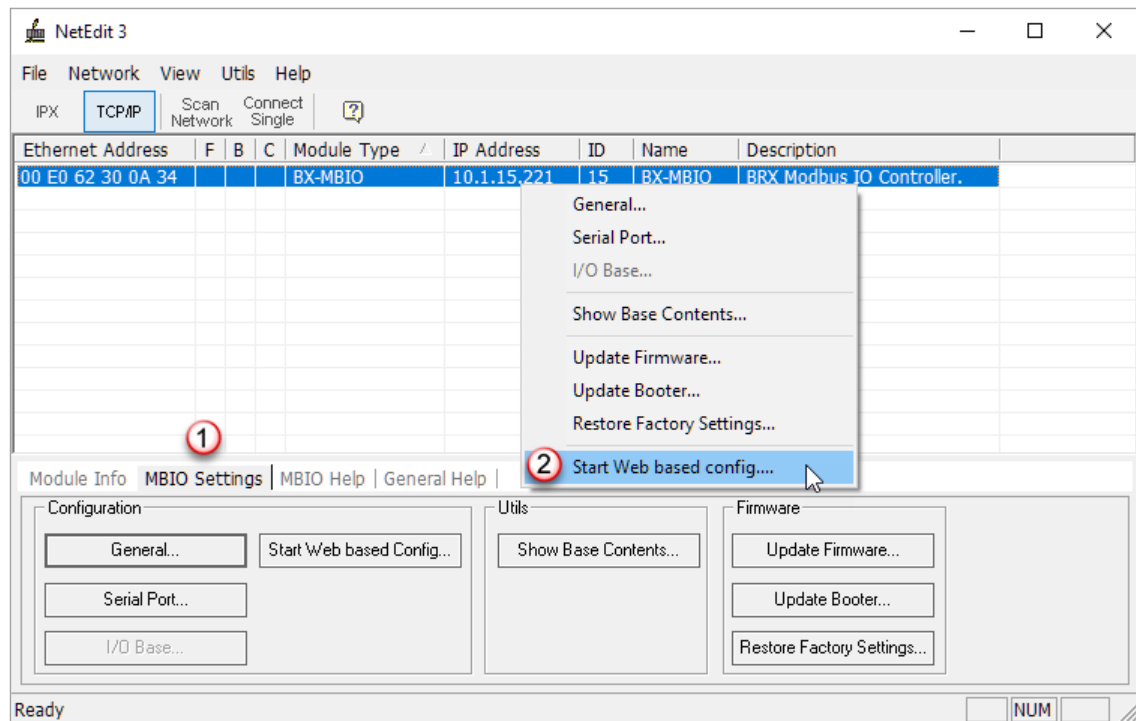 NetEdit 3
File Network View Utils Help
IPX TCP/IP Scan Network Connect Single
Ethernet Address F B C Module Type IP Address ID Name Description
00 E0 62 30 0A 34 BX-MBIO 10.1.15.221 15 BX-MBIO BRX Modbus IO Controller.
General...
Serial Port...
I/O Base...
Show Base Contents...
Update Firmware...
Update Booter...
Restore Factory Settings...
2 Start Web based config....
1
Module Info MBIO Settings MBIO Help General Help
Configuration Utils Firmware
General... Start Web based Config... Show Base Contents... Update Firmware...
Serial Port... Update Booter...
I/O Base... Restore Factory Settings...
Ready NUM